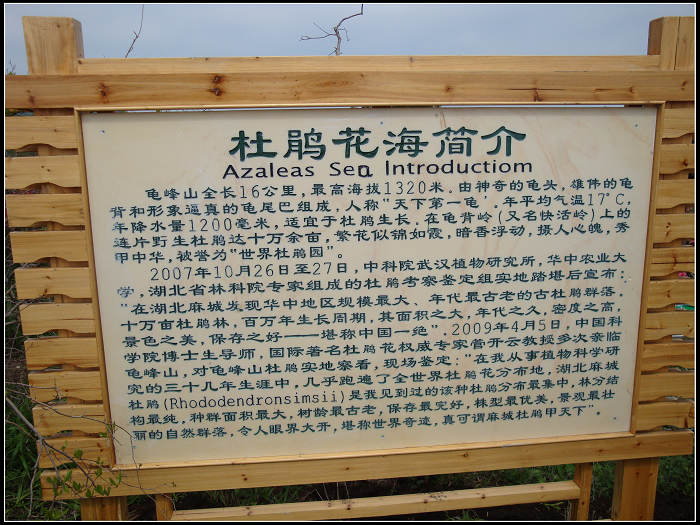 杜鹃花海简介
Azaleas Sea Introductiom
龟峰山全长16公里，最高海拔1320米。由神奇的龟头，雄伟的龟
背和形象逼真的龟尾巴组成，人称“天下第一龟”。年平均气温17℃，
年降水量1200毫米，适宜于杜鹃生长。在龟背岭(又名快活岭)上的
连片野生杜鹃达十万余亩，繁花似锦如霞，暗香浮动，摄人心魄，秀
甲中华，被誉为“世界杜鹃园”。
2007年10月26日至27日，中科院武汉植物研究所，华中农业大
学，湖北省林科院专家组成的杜鹃考察鉴定组实地踏堪后宣布：
“在湖北麻城发现华中地区规模最大、年代最古老的古杜鹃群落，
十万亩杜鹃林，百万年生长周期，其面积之大，年代之久，密度之高，
景色之美，保存之好——堪称中国一绝”。2009年4月5日，中国科
学院博士生导师，国际著名杜鹃花权威专家管开云教授多次亲临
龟峰山，对龟峰山杜鹃实地察看，现场鉴定：“在我从事植物科学研
究的三十几年生涯中，几乎跑遍了全世界杜鹃花分布地，湖北麻城
杜鹃(Rhododendronsimsii)是我见到过的该种杜鹃分布最集中，林分结
构最纯，种群面积最大，树龄最古老，保存最完好，株型最优美，景观最壮
丽的自然群落，令人眼界大开，堪称世界奇迹，真可谓麻城杜鹃甲天下”。